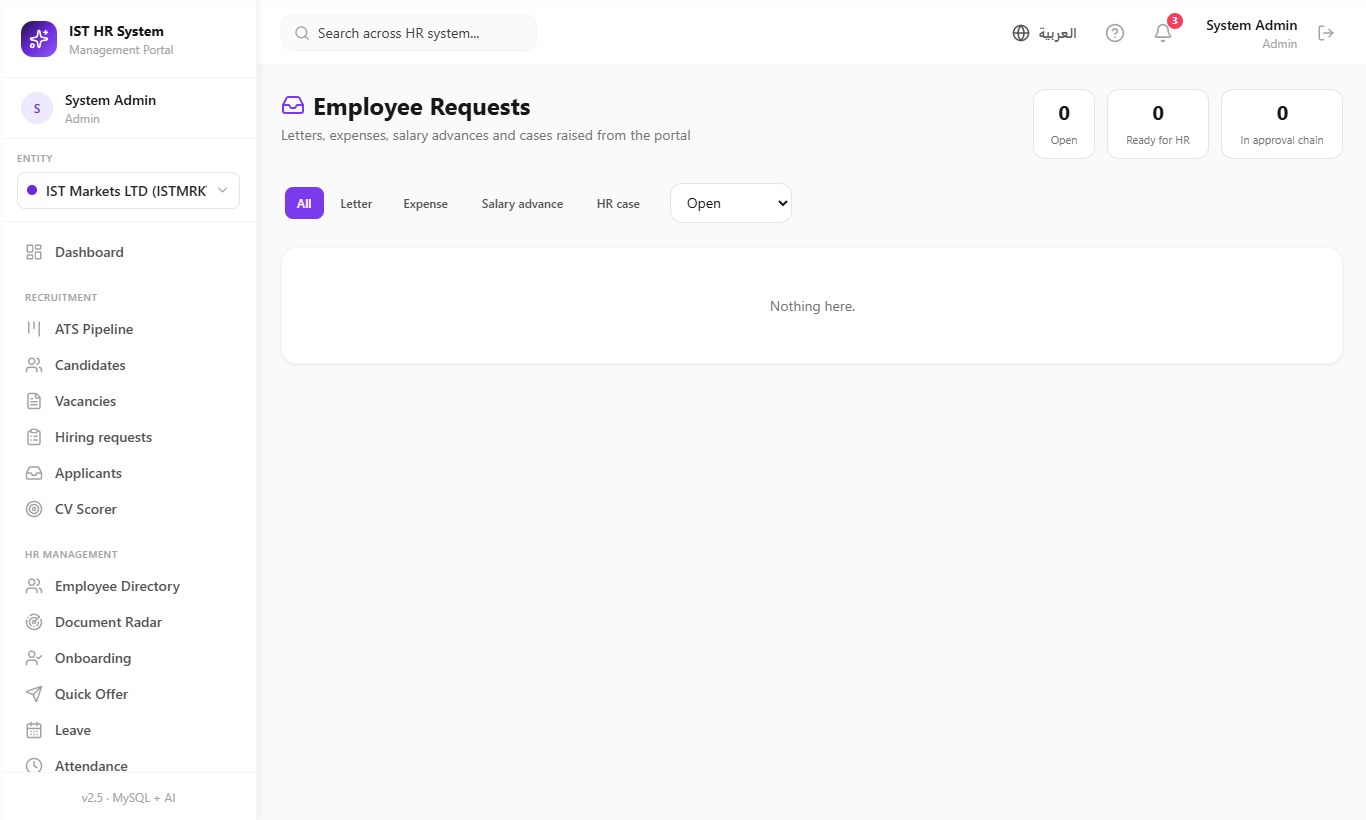 IST HR System
Management Portal
S
System Admin
Admin
ENTITY
IST Markets LTD (ISTMRK
Dashboard
RECRUITMENT
ATS Pipeline
Candidates
Vacancies
Hiring requests
Applicants
CV Scorer
HR MANAGEMENT
Employee Directory
Document Radar
Onboarding
Quick Offer
Leave
Attendance
v2.5 · MySQL + AI
Search across HR system...
العربية
3
System Admin
Admin
Employee Requests
Letters, expenses, salary advances and cases raised from the portal
0
Open
0
Ready for HR
0
In approval chain
All
Letter
Expense
Salary advance
HR case
Open
Nothing here.